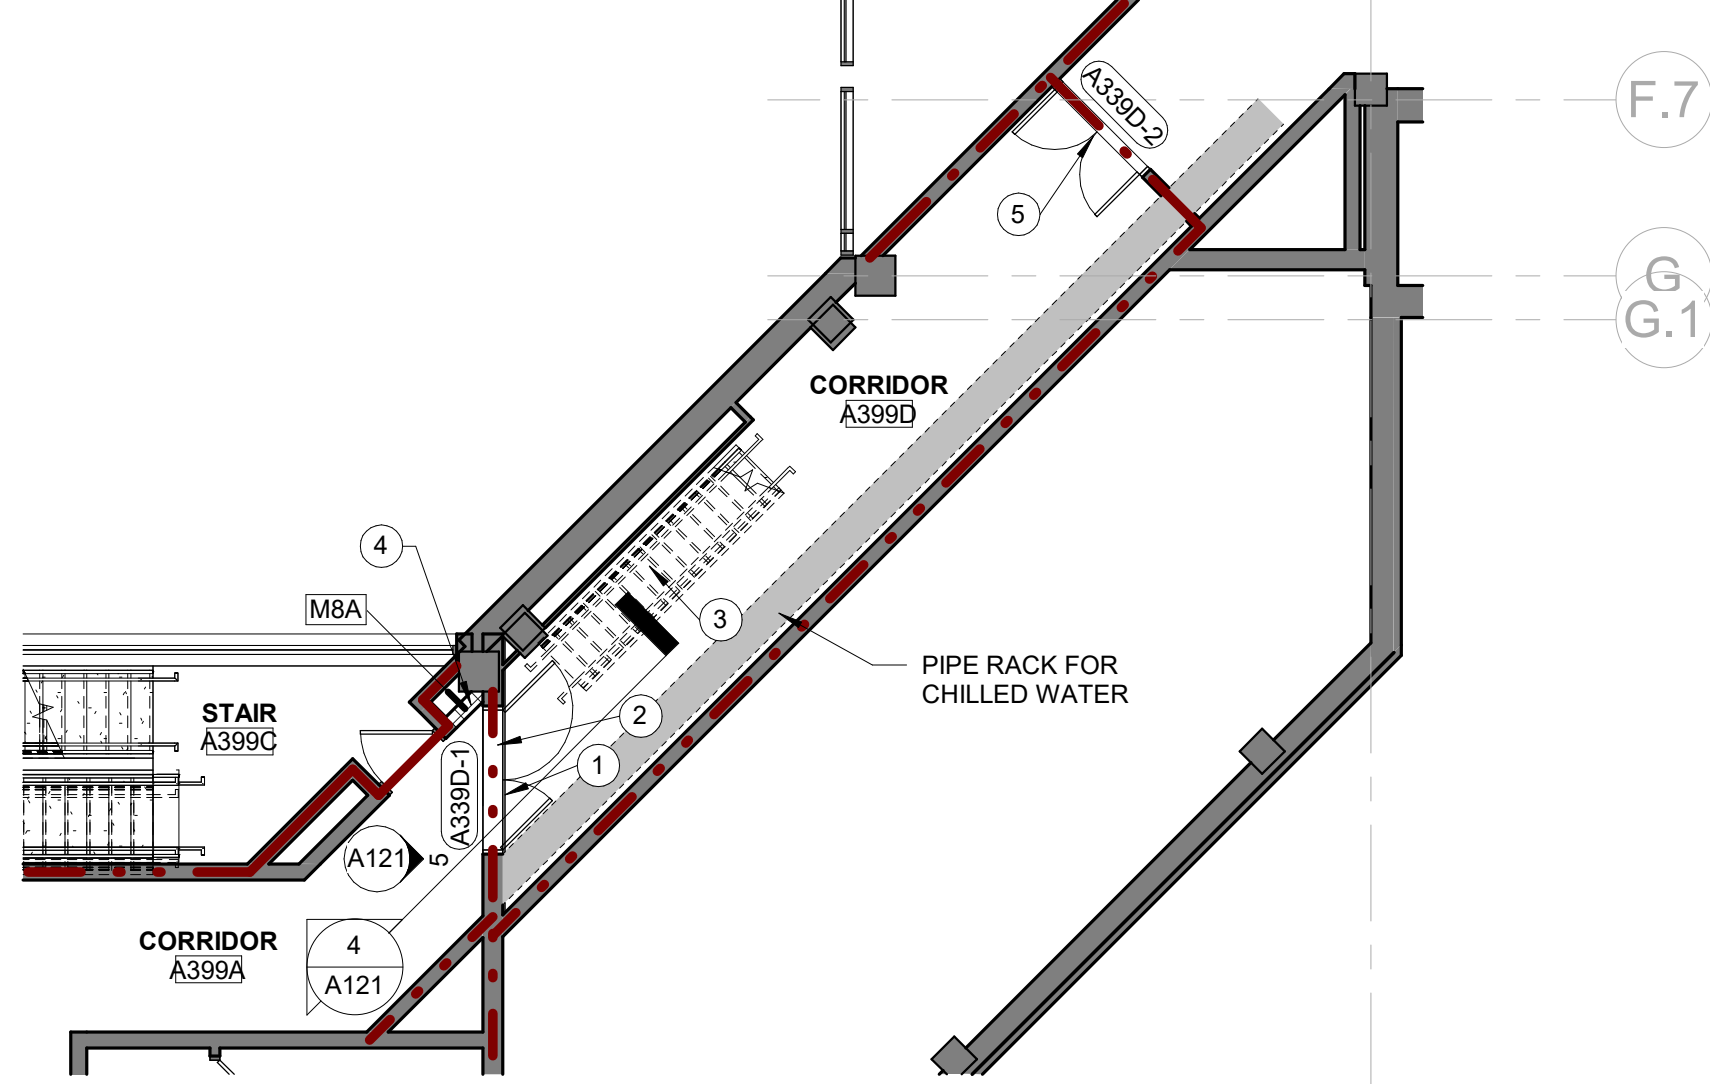 F.7
A339D-2
5
G
G.1
CORRIDOR
A399D
4
M8A
3
PIPE RACK FOR
CHILLED WATER
STAIR
A399C
2
1
A339D-1
A121
5
CORRIDOR
A399A
4
A121